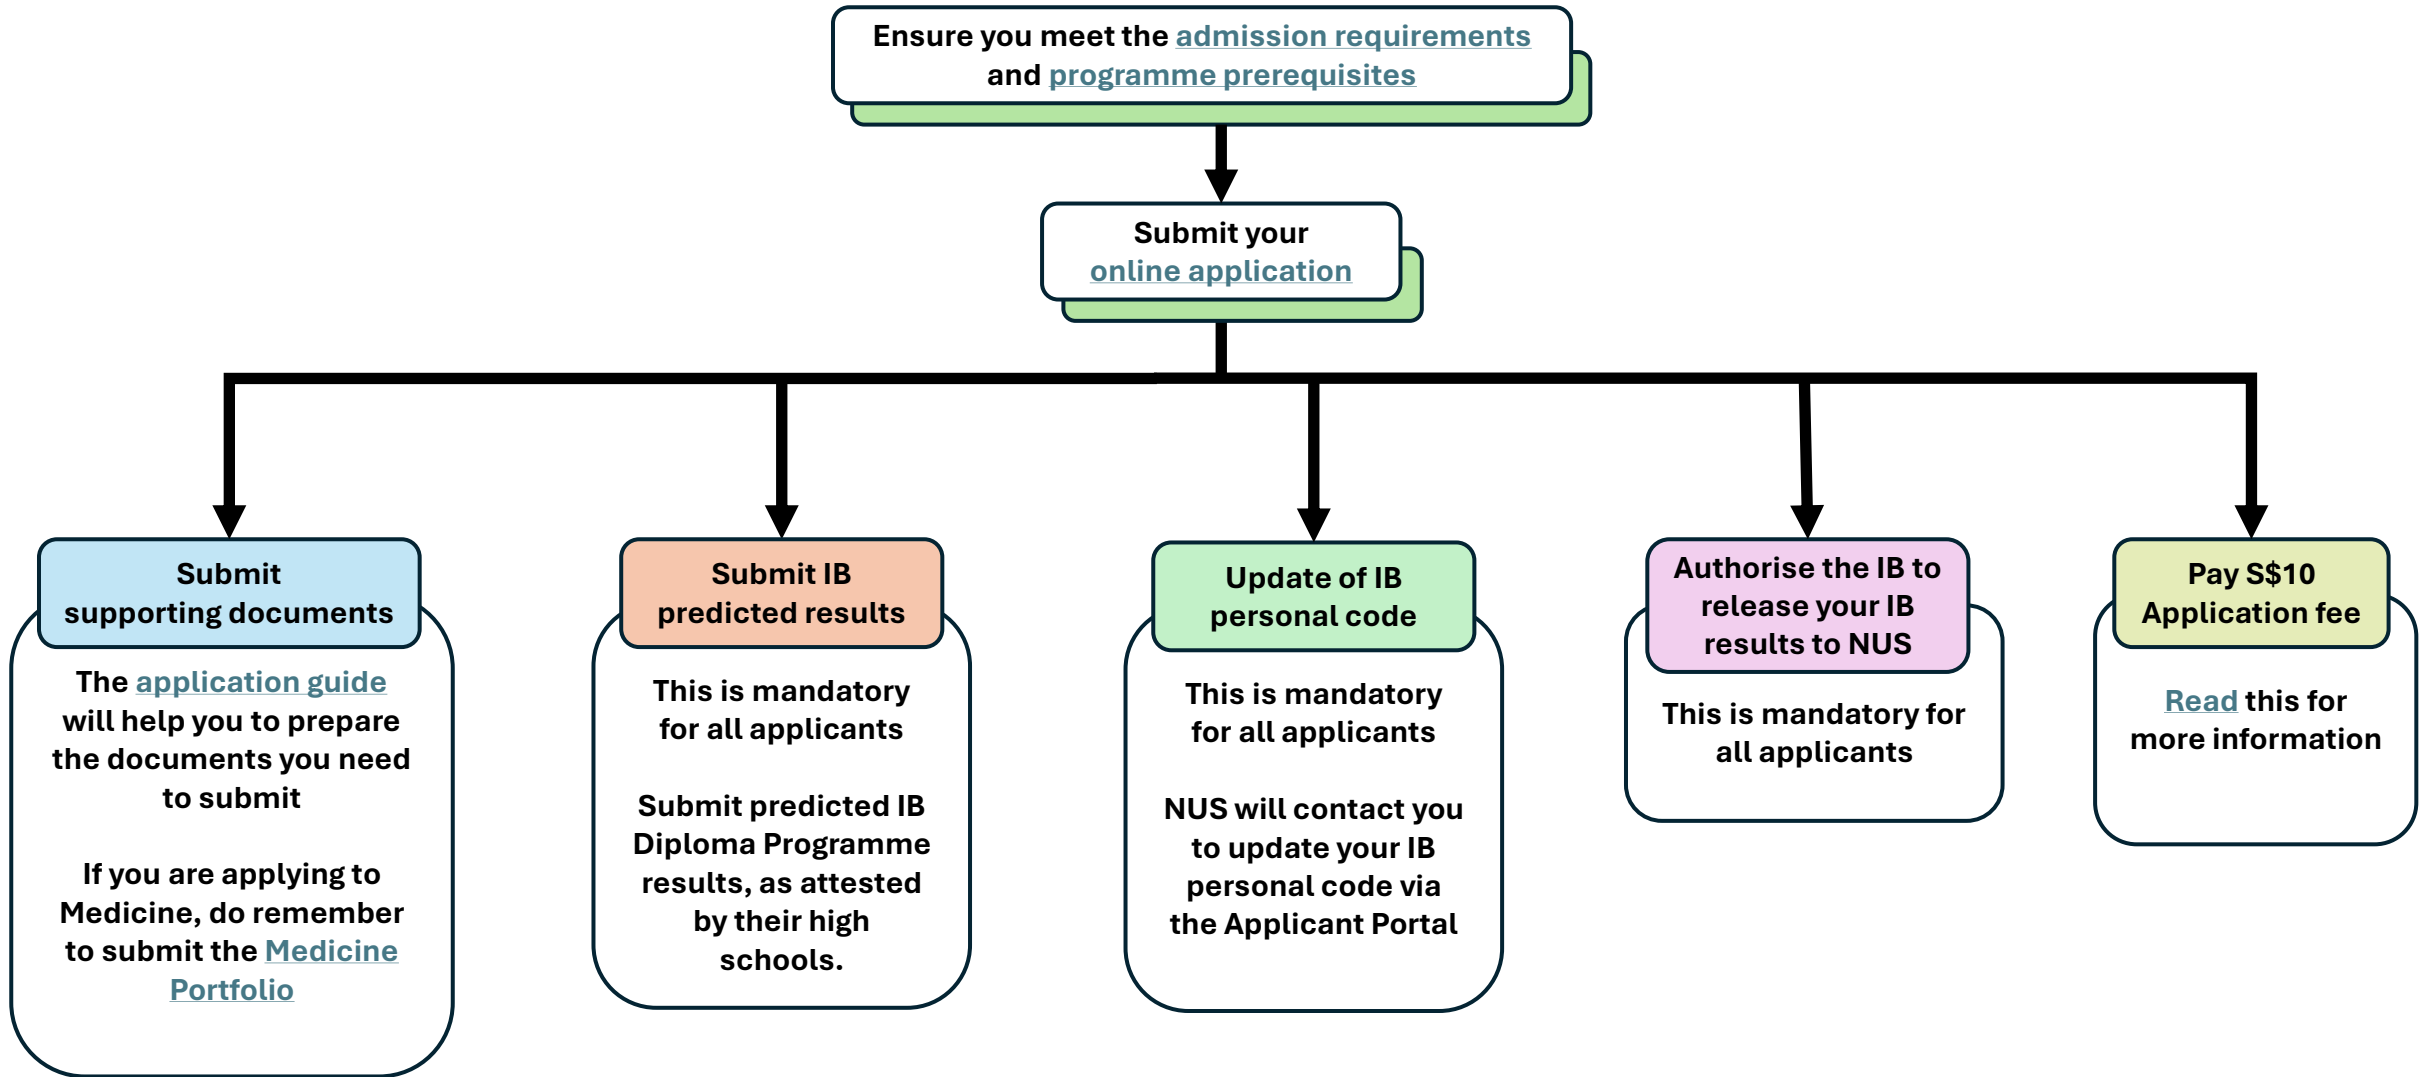 Ensure you meet the admission requirements
and programme prerequisites
Submit your
online application
Submit
supporting documents
The application guide
will help you to prepare
the documents you need
to submit
If you are applying to
Medicine, do remember
to submit the Medicine
Portfolio
Submit IB
predicted results
This is mandatory
for all applicants
Submit predicted IB
Diploma Programme
results, as attested
by their high
schools.
Update of IB
personal code
This is mandatory
for all applicants
NUS will contact you
to update your IB
personal code via
the Applicant Portal
Authorise the IB to
release your IB
results to NUS
This is mandatory for
all applicants
Pay S$10
Application fee
Read this for
more information